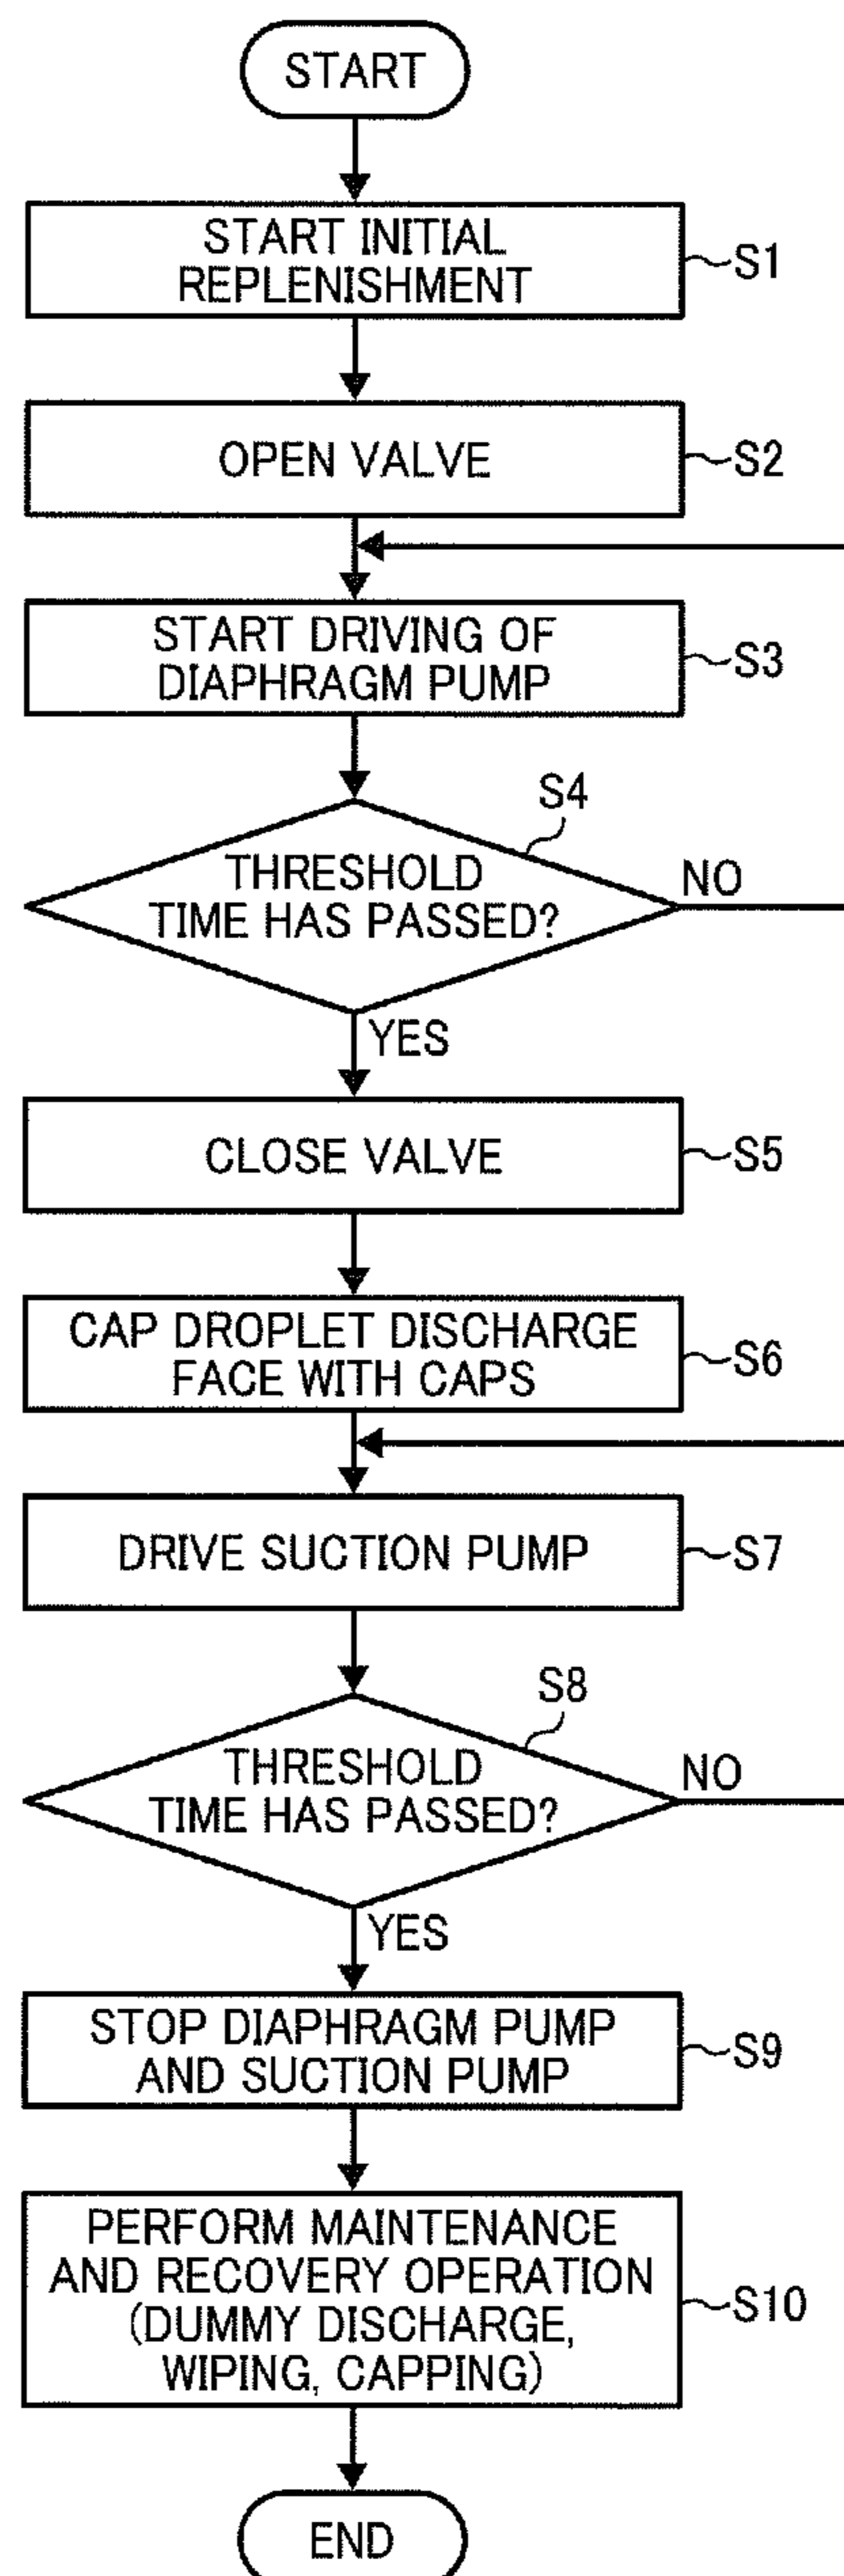 START
START INITIAL
REPLENISHMENT
S1
OPEN VALVE
S2
START DRIVING OF
DIAPHRAGM PUMP
S3
S4
THRESHOLD
TIME HAS PASSED?
NO
YES
CLOSE VALVE
S5
CAP DROPLET DISCHARGE
FACE WITH CAPS
S6
DRIVE SUCTION PUMP
S7
S8
THRESHOLD
TIME HAS PASSED?
NO
YES
STOP DIAPHRAGM PUMP
AND SUCTION PUMP
S9
PERFORM MAINTENANCE
AND RECOVERY OPERATION
(DUMMY DISCHARGE,
WIPING, CAPPING)
S10
END